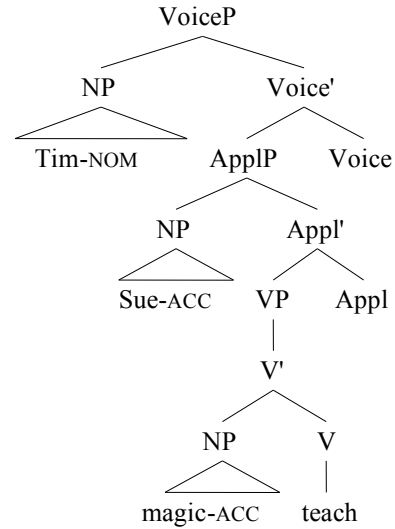 VoiceP
NP Voice'
Tim-NOM ApplP Voice
NP Appl'
Sue-ACC VP Appl
V'
NP V
magic-ACC teach